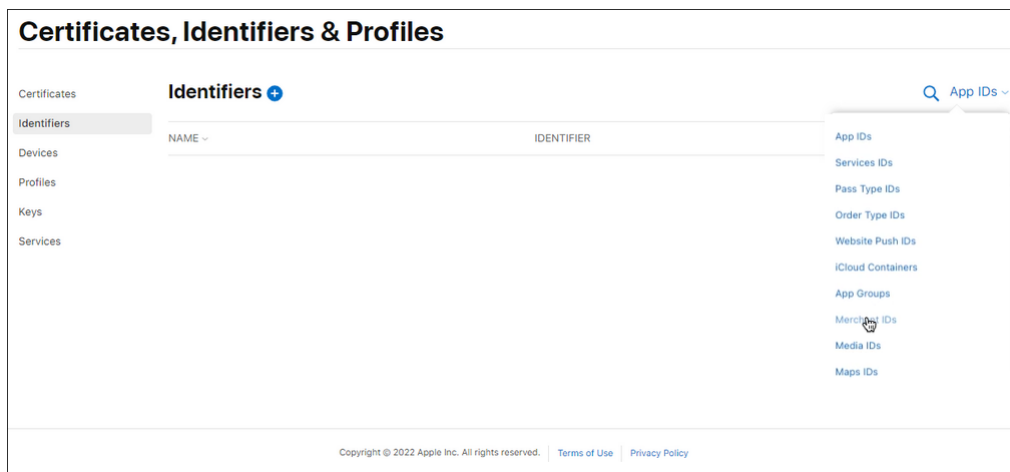 Certificates, Identifiers & Profiles
Certificates
Identifiers
Devices
Profiles
Keys
Services
Identifiers
App IDs
NAME
IDENTIFIER
App IDs
Services IDs
Pass Type IDs
Order Type IDs
Website Push IDs
iCloud Containers
App Groups
Merchant IDs
Media IDs
Maps IDs
Copyright © 2022 Apple Inc. All rights reserved.
Terms of Use
Privacy Policy